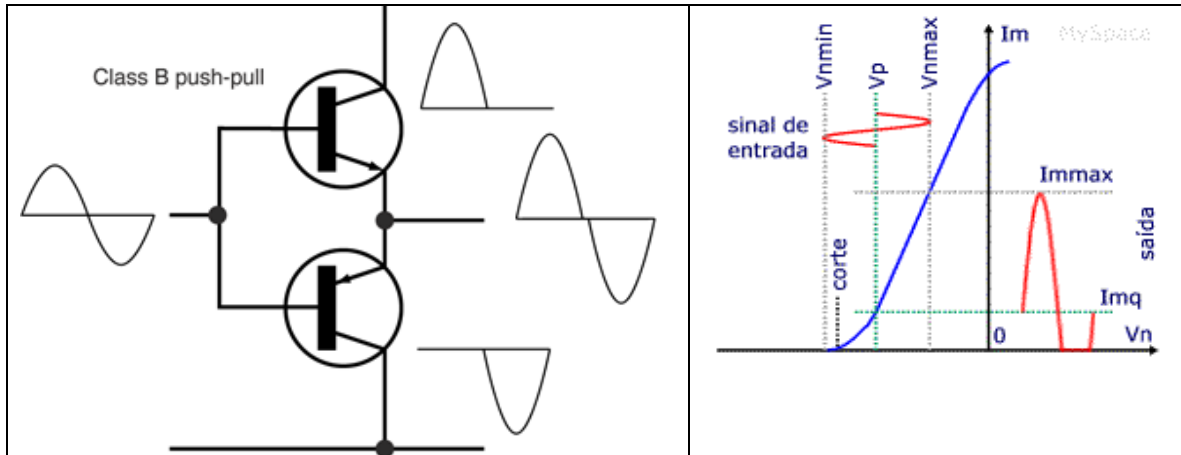 Class B push-pull
Vnmin
Vp
Vnmax
Im
MySpace
sinal de
entrada
Immax
saída
corte
Imq
0
Vn